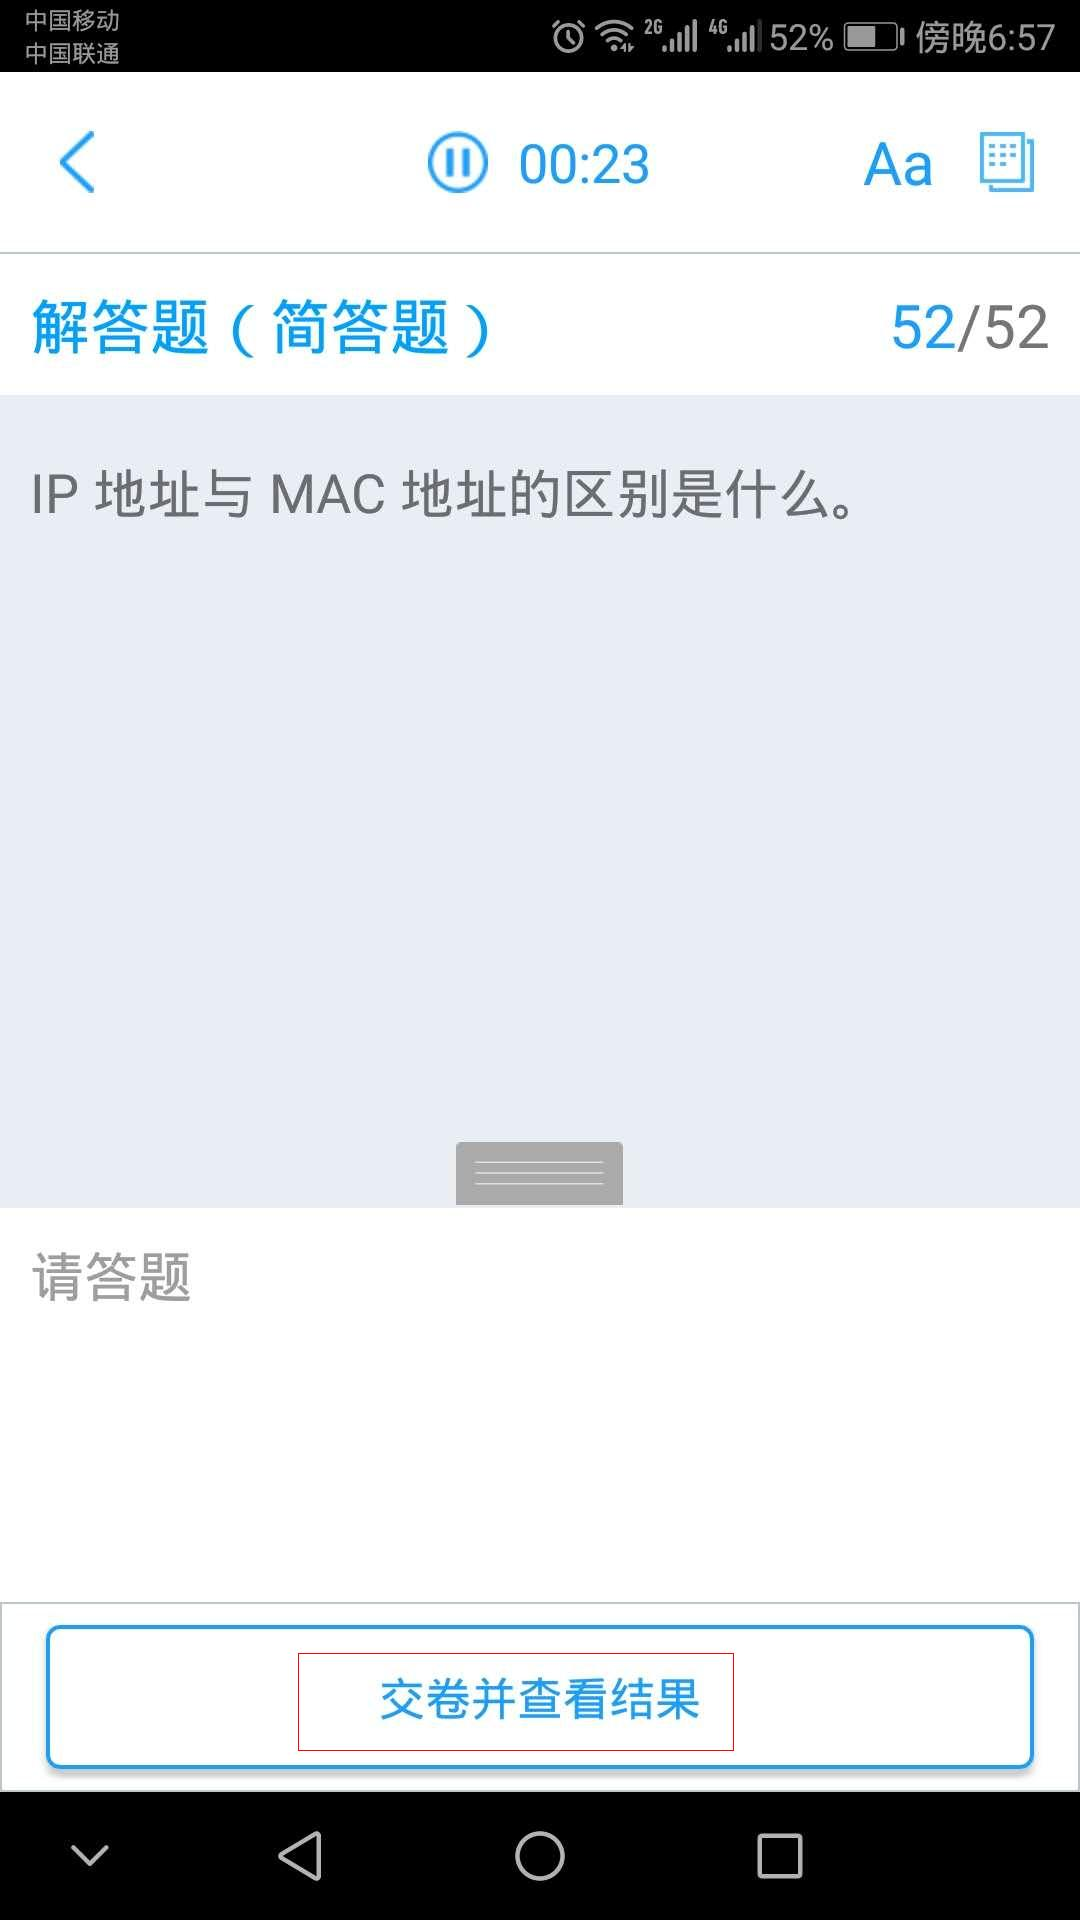 中国移动
中国联通
2G 4G 52% 傍晚6:57
00:23 Aa
解答题（简答题） 52/52
IP 地址与 MAC 地址的区别是什么。
请答题
交卷并查看结果